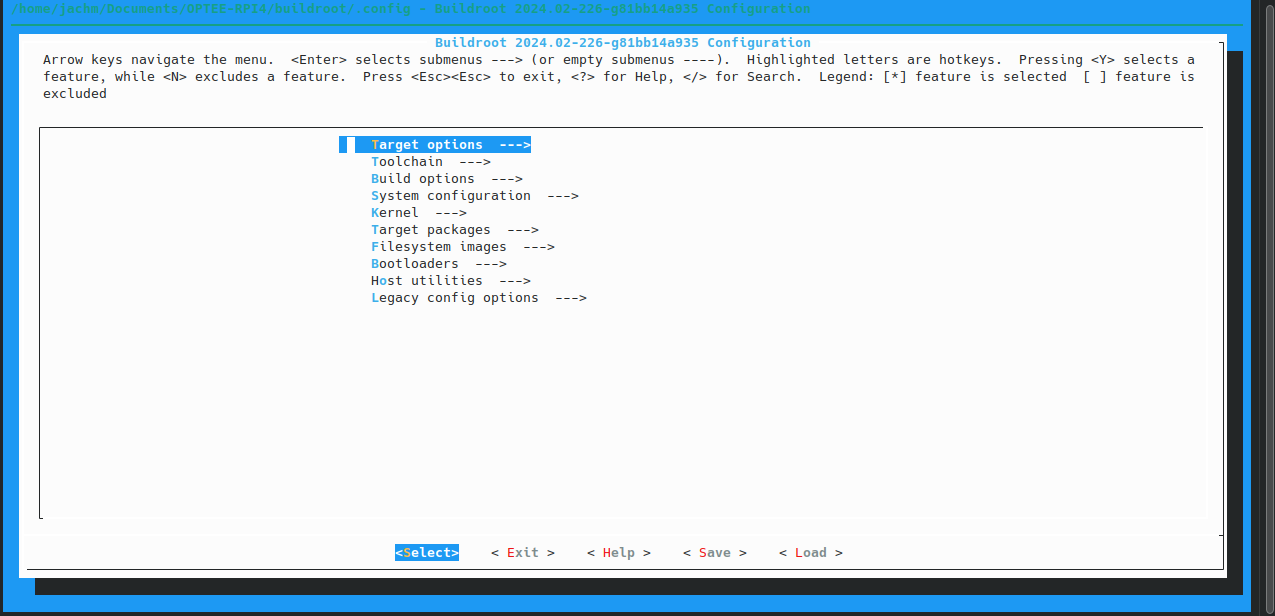 /home/jachm/Documents/OPTEE-RPI4/buildroot/.config - Buildroot 2024.02-226-g81bb14a935 Configuration
Buildroot 2024.02-226-g81bb14a935 Configuration
Arrow keys navigate the menu.  <Enter> selects submenus ---> (or empty submenus ----).  Highlighted letters are hotkeys.  Pressing <Y> selects a
feature, while <N> excludes a feature.  Press <Esc><Esc> to exit, <?> for Help, </> for Search.  Legend: [*] feature is selected  [ ] feature is
excluded
Target options  --->
Toolchain  --->
Build options  --->
System configuration  --->
Kernel  --->
Target packages  --->
Filesystem images  --->
Bootloaders  --->
Host utilities  --->
Legacy config options  --->
<Select>    < Exit >    < Help >    < Save >    < Load >